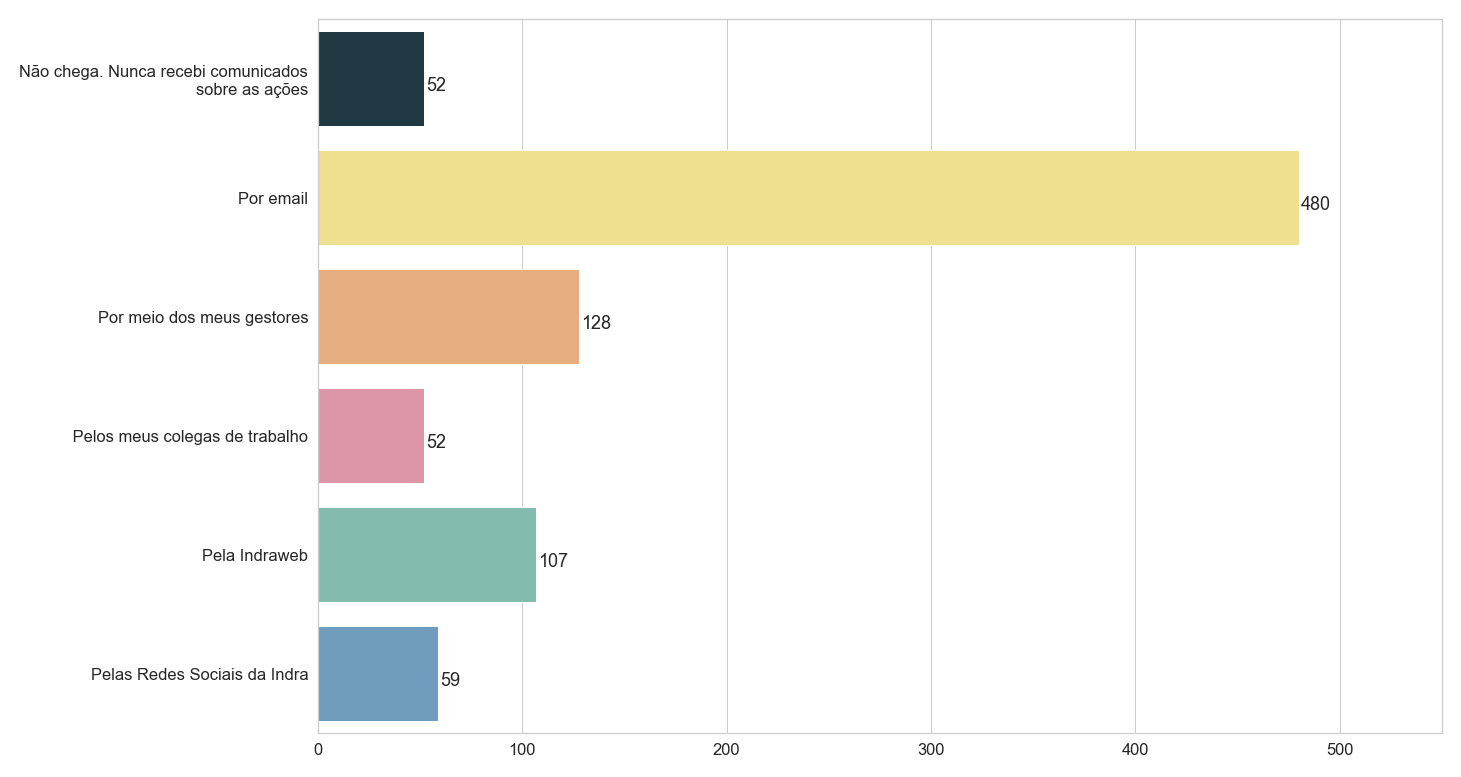 Não chega. Nunca recebi comunicados
sobre as ações
52
Por email
480
Por meio dos meus gestores
128
Pelos meus colegas de trabalho
52
Pela Indraweb
107
Pelas Redes Sociais da Indra
59
0 100 200 300 400 500